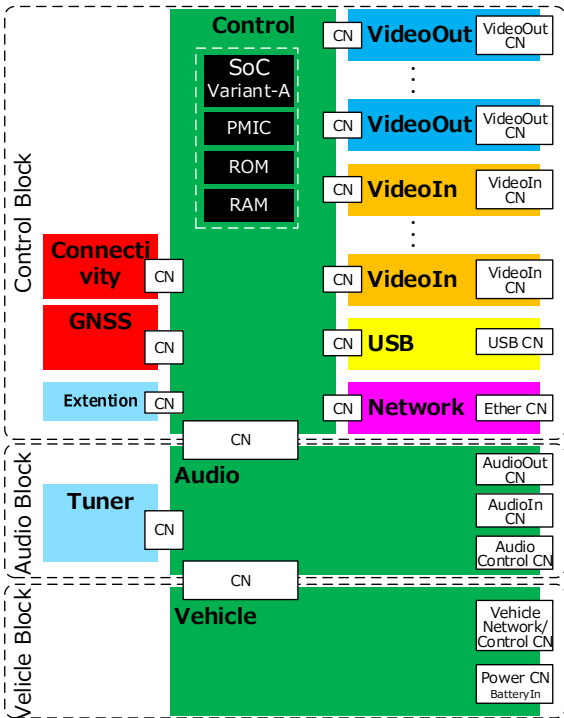 Control Block
Control
SoC
Variant-A
PMIC
ROM
RAM
CN
VideoOut
VideoOut
CN
CN
VideoOut
VideoOut
CN
CN
VideoIn
VideoIn
CN
CN
VideoIn
VideoIn
CN
Connecti
vity
CN
GNSS
CN
CN
USB
USB CN
Extention
CN
CN
Network
Ether CN
CN
Audio Block
Audio
Tuner
CN
AudioOut
CN
AudioIn
CN
Audio
Control CN
CN
Velicle Block
Vehicle
Vehicle
Network/
Control CN
Power CN
BatteryIn